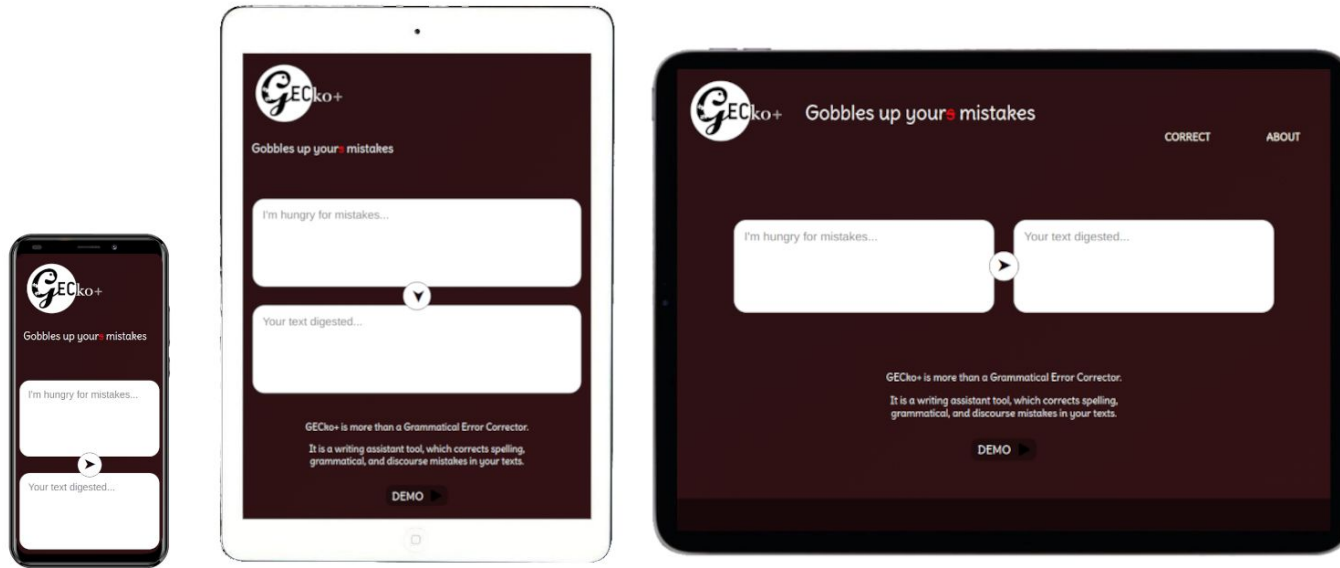 GECko+
Gobbles up yours mistakes
I'm hungry for mistakes...
Your text digested...
GECko+
Gobbles up yours mistakes
I'm hungry for mistakes...
Your text digested...
GECko+ is more than a Grammatical Error Corrector.
It is a writing assistant tool, which corrects spelling,
grammatical, and discourse mistakes in your texts.
DEMO
GECko+
Gobbles up yours mistakes
CORRECT ABOUT
I'm hungry for mistakes...
Your text digested...
GECko+ is more than a Grammatical Error Corrector.
It is a writing assistant tool, which corrects spelling,
grammatical, and discourse mistakes in your texts.
DEMO